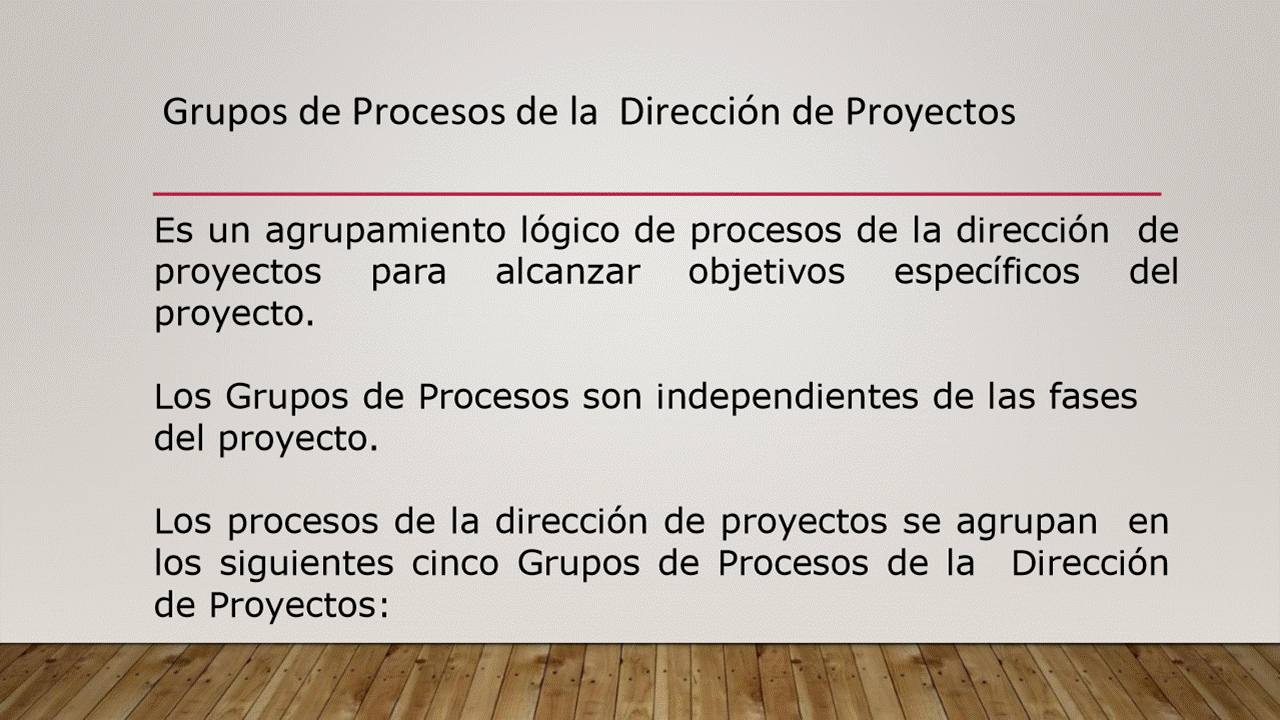 Grupos de Procesos de la Dirección de Proyectos
Es un agrupamiento lógico de procesos de la dirección de
proyectos para alcanzar objetivos específicos del
proyecto.
Los Grupos de Procesos son independientes de las fases
del proyecto.
Los procesos de la dirección de proyectos se agrupan en
los siguientes cinco Grupos de Procesos de la Dirección
de Proyectos: